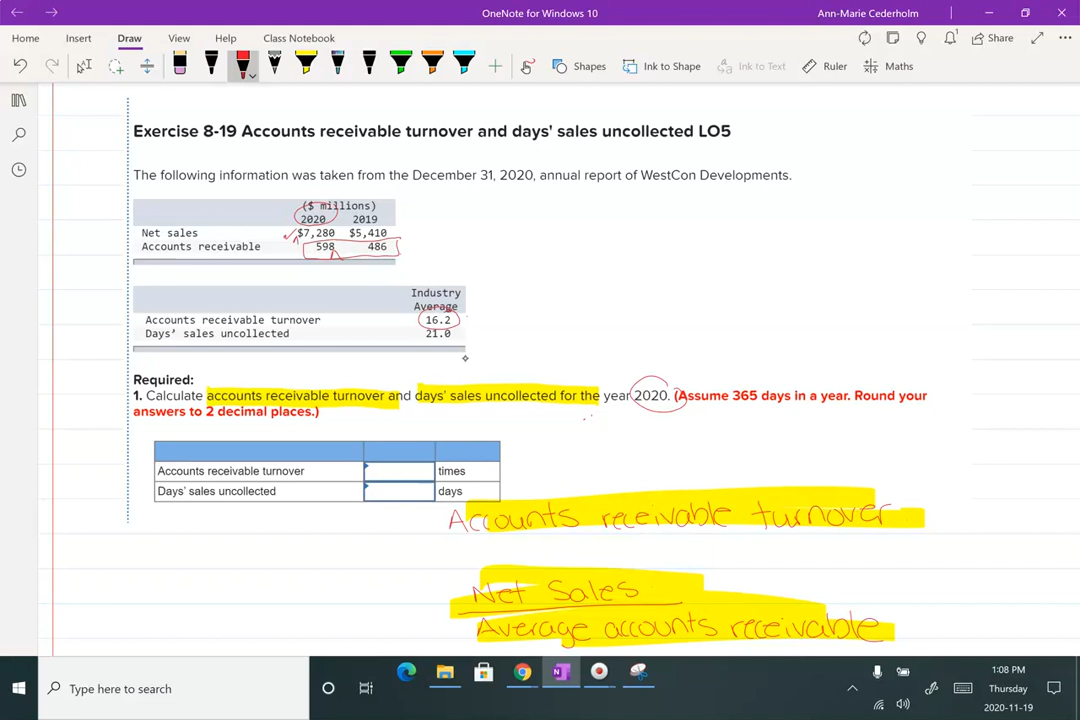 OneNote for Windows 10
Ann-Marie Cederholm
Home Insert Draw View Help Class Notebook
Share
Shapes Ink to Shape Ink to Text Ruler Maths
Exercise 8-19 Accounts receivable turnover and days' sales uncollected LO5
The following information was taken from the December 31, 2020, annual report of WestCon Developments.
($ millions)
2020 2019
Net sales $7,280 $5,410
Accounts receivable 598 486
Industry
Average
Accounts receivable turnover 16.2
Days’ sales uncollected 21.0
Required:
1. Calculate accounts receivable turnover and days’ sales uncollected for the year 2020. (Assume 365 days in a year. Round your
answers to 2 decimal places.)
Accounts receivable turnover times
Days’ sales uncollected days
Accounts receivable turnover
Net Sales
Average accounts receivable
Type here to search
1:08 PM
Thursday
2020-11-19